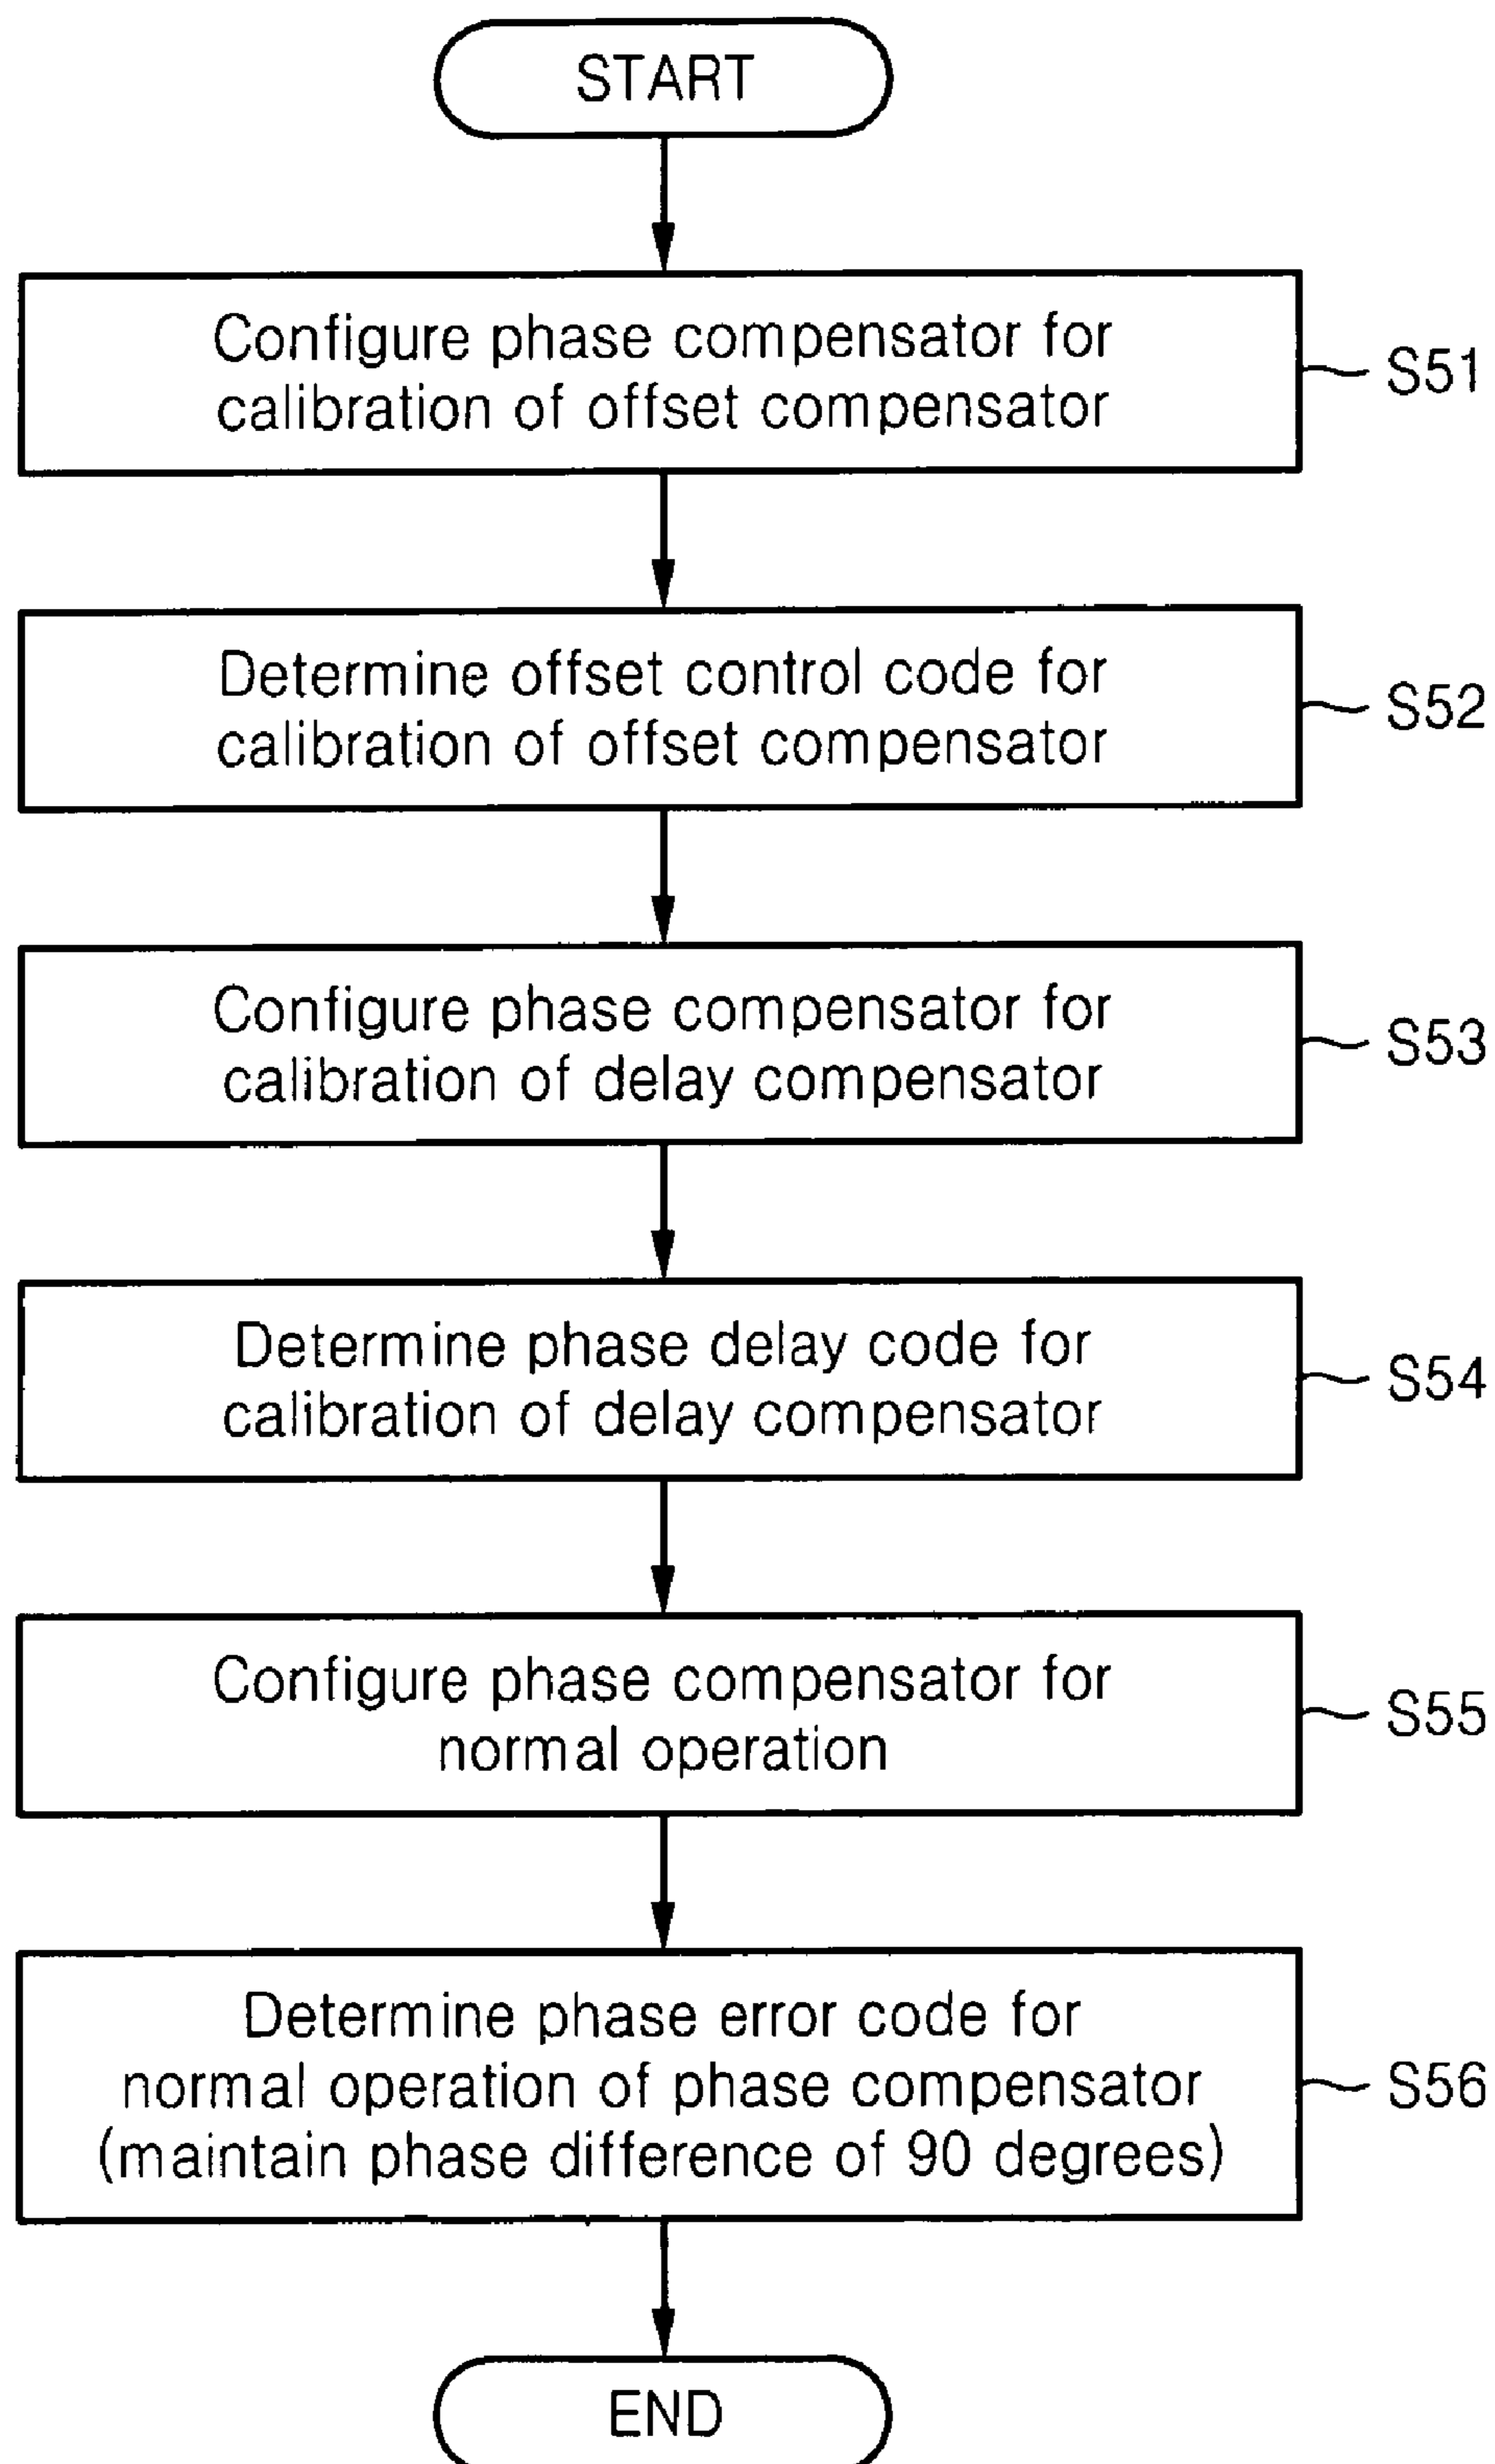 START
Configure phase compensator for
calibration of offset compensator
S51
Determine offset control code for
calibration of offset compensator
S52
Configure phase compensator for
calibration of delay compensator
S53
Determine phase delay code for
calibration of delay compensator
S54
Configure phase compensator for
normal operation
S55
Determine phase error code for
normal operation of phase compensator
(maintain phase difference of 90 degrees)
S56
END